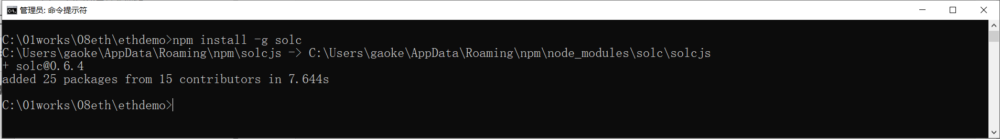 管理员: 命令提示符
C:\01works\08eth\ethdemo>npm install -g solc
C:\Users\gaoke\AppData\Roaming\npm\solcjs -> C:\Users\gaoke\AppData\Roaming\npm\node_modules\solc\solcjs
+ solc@0.6.4
added 25 packages from 15 contributors in 7.644s
C:\01works\08eth\ethdemo>